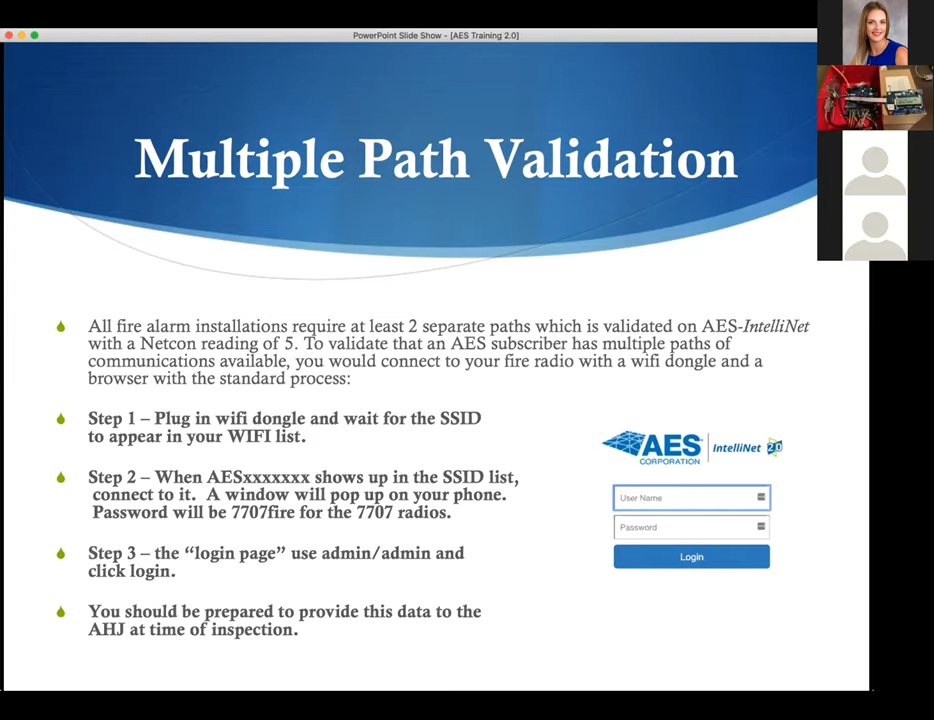 PowerPoint Slide Show - [AES Training 2.0]
Multiple Path Validation
All fire alarm installations require at least 2 separate paths which is validated on AES-IntelliNet
with a Netcon reading of 5. To validate that an AES subscriber has multiple paths of
communications available, you would connect to your fire radio with a wifi dongle and a
browser with the standard process:
Step 1 – Plug in wifi dongle and wait for the SSID
to appear in your WIFI list.
Step 2 – When AESxxxxxxx shows up in the SSID list,
connect to it. A window will pop up on your phone.
Password will be 7707fire for the 7707 radios.
Step 3 – the “login page” use admin/admin and
click login.
You should be prepared to provide this data to the
AHJ at time of inspection.
AES
CORPORATION
IntelliNet 2.0
User Name
Password
Login